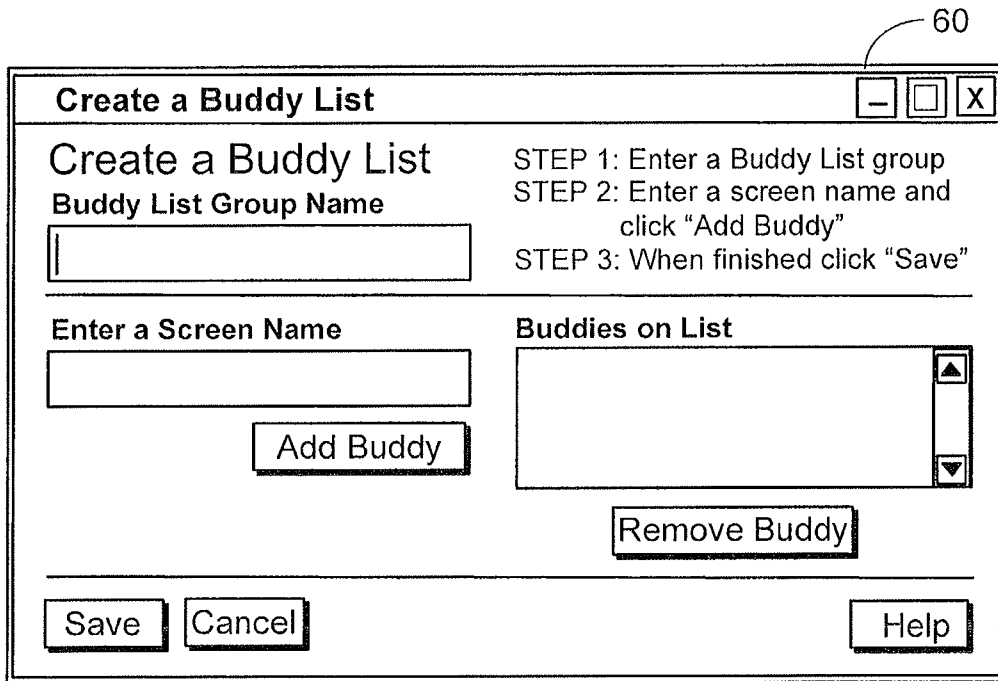 60
Create a Buddy List
X
Create a Buddy List
Buddy List Group Name
STEP 1: Enter a Buddy List group
STEP 2: Enter a screen name and
click “Add Buddy”
STEP 3: When finished click “Save”
Enter a Screen Name
Add Buddy
Buddies on List
Remove Buddy
Save
Cancel
Help